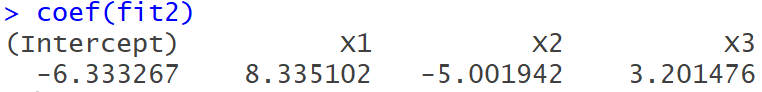 > coef(fit2)
(Intercept)          x1          x2          x3
  -6.333267    8.335102   -5.001942    3.201476